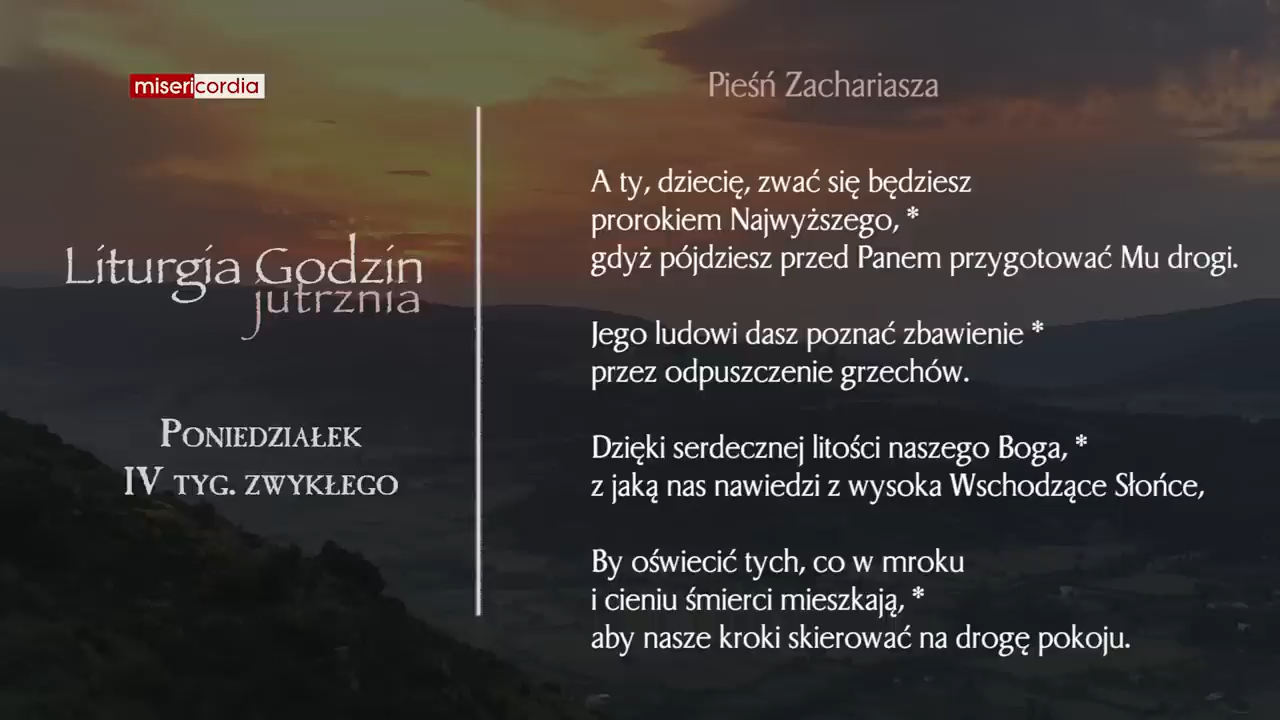 misericordia
Liturgia Godzin
jutrznia
Poniedziałek
IV tyg. zwykłego
Pieśń Zachariasza
A ty, dziecię, zwać się będziesz
prorokiem Najwyższego, *
gdyż pójdziesz przed Panem przygotować Mu drogi.
Jego ludowi dasz poznać zbawienie *
przez odpuszczenie grzechów.
Dzięki serdecznej litości naszego Boga, *
z jaką nas nawiedzi z wysoka Wschodzące Słońce,
By oświecić tych, co w mroku
i cieniu śmierci mieszkają, *
aby nasze kroki skierować na drogę pokoju.